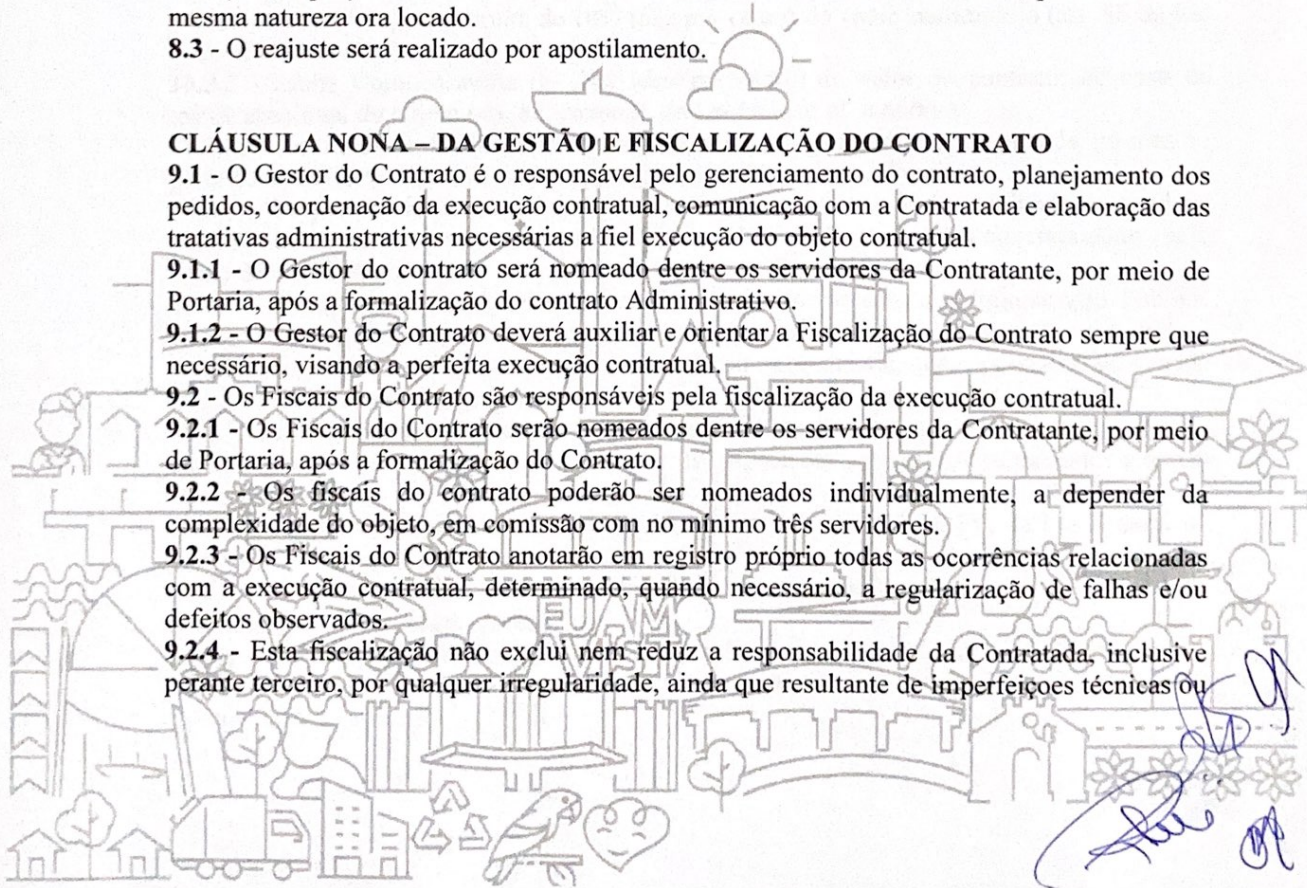 mesma natureza ora locado.
8.3 - O reajuste será realizado por apostilamento.
CLÁUSULA NONA – DA GESTÃO E FISCALIZAÇÃO DO CONTRATO
9.1 - O Gestor do Contrato é o responsável pelo gerenciamento do contrato, planejamento dos
pedidos, coordenação da execução contratual, comunicação com a Contratada e elaboração das
tratativas administrativas necessárias a fiel execução do objeto contratual.
9.1.1 - O Gestor do contrato será nomeado dentre os servidores da Contratante, por meio de
Portaria, após a formalização do contrato Administrativo.
9.1.2 - O Gestor do Contrato deverá auxiliar e orientar a Fiscalização do Contrato sempre que
necessário, visando a perfeita execução contratual.
9.2 - Os Fiscais do Contrato são responsáveis pela fiscalização da execução contratual.
9.2.1 - Os Fiscais do Contrato serão nomeados dentre os servidores da Contratante, por meio
de Portaria, após a formalização do Contrato.
9.2.2 - Os fiscais do contrato poderão ser nomeados individualmente, a depender da
complexidade do objeto, em comissão com no mínimo três servidores.
9.2.3 - Os Fiscais do Contrato anotarão em registro próprio todas as ocorrências relacionadas
com a execução contratual, determinado, quando necessário, a regularização de falhas e/ou
defeitos observados.
EU AMO
9.2.4 - Esta fiscalização não exclui nem reduz a responsabilidade da Contratada, inclusive
perante terceiro, por qualquer irregularidade, ainda que resultante de imperfeiçoes técnicas ou